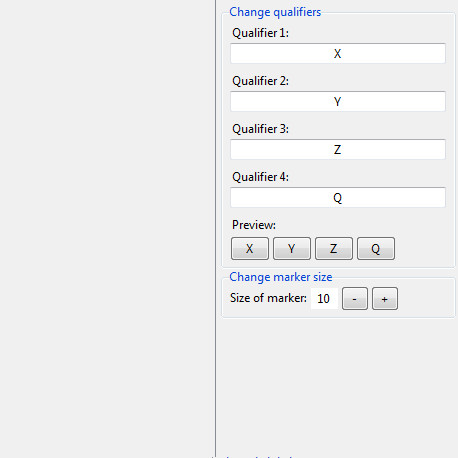 Change qualifiers
Qualifier 1:
X
Qualifier 2:
Y
Qualifier 3:
Z
Qualifier 4:
Q
Preview:
X Y Z Q
Change marker size
Size of marker: 10 - +